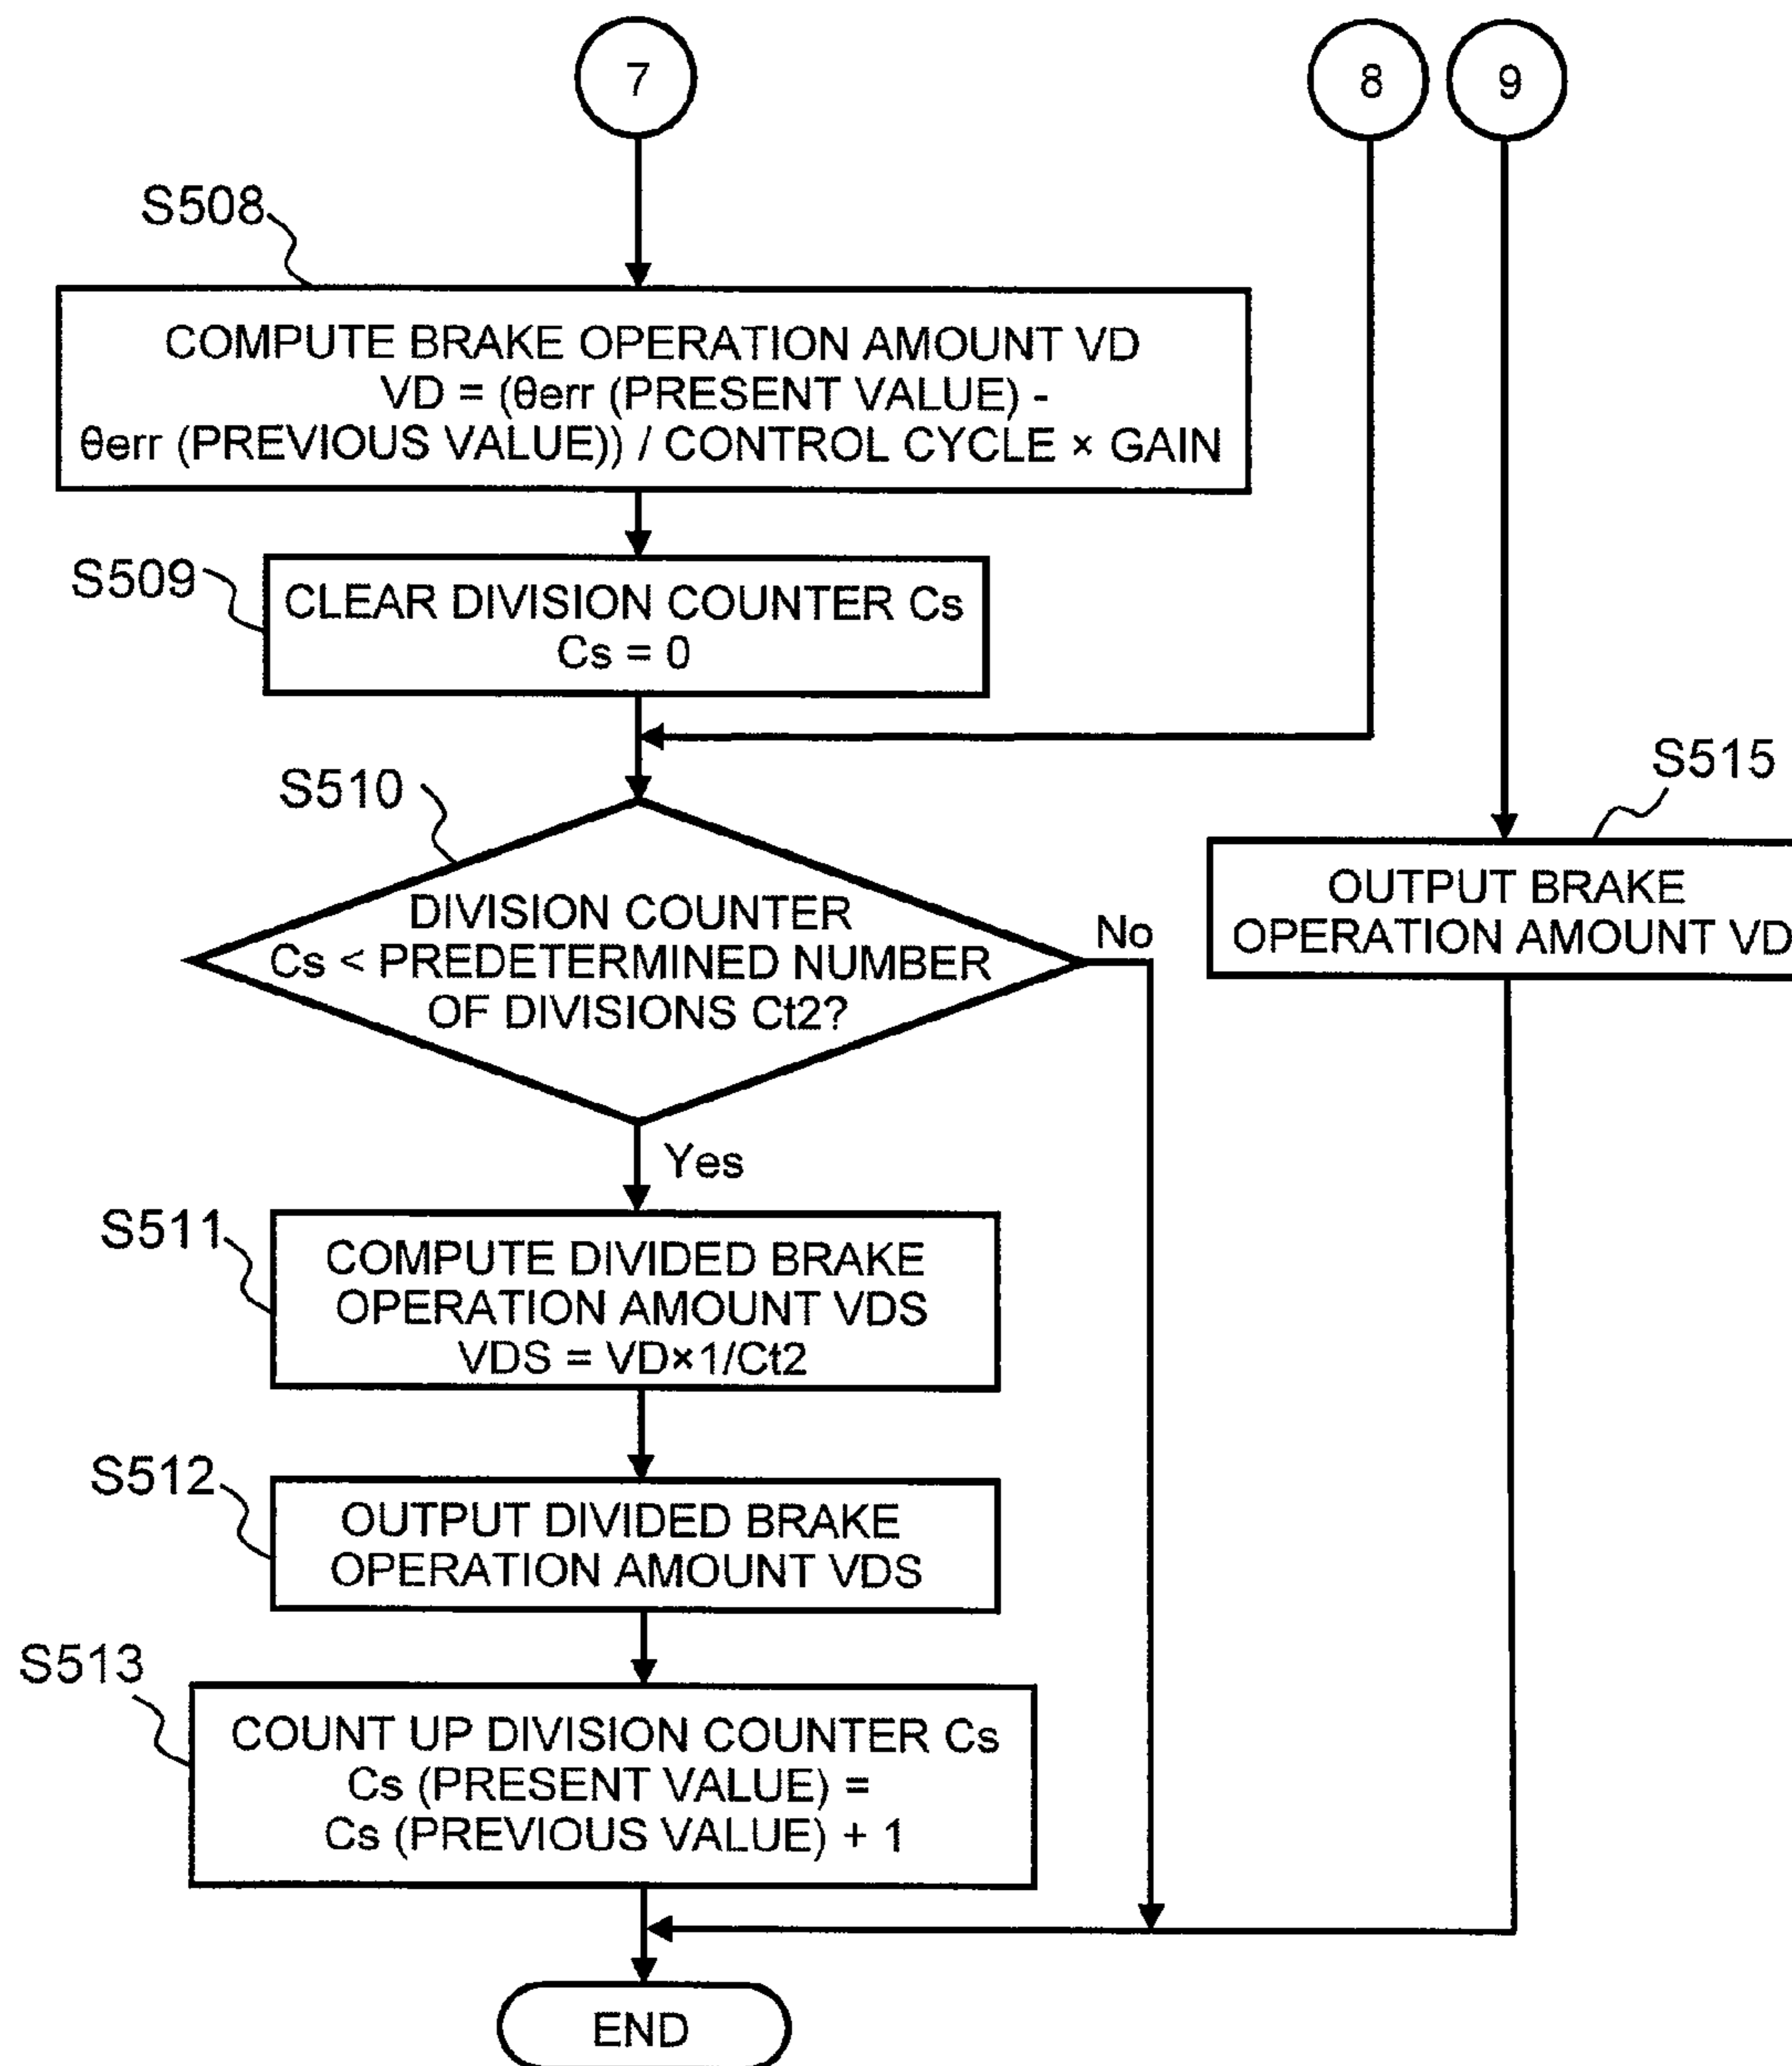 7
8
9
S508
COMPUTE BRAKE OPERATION AMOUNT VD
VD = (θerr (PRESENT VALUE) -
θerr (PREVIOUS VALUE)) / CONTROL CYCLE × GAIN
S509
CLEAR DIVISION COUNTER Cs
Cs = 0
S510
DIVISION COUNTER
Cs < PREDETERMINED NUMBER
OF DIVISIONS Ct2?
No
Yes
S515
OUTPUT BRAKE
OPERATION AMOUNT VD
S511
COMPUTE DIVIDED BRAKE
OPERATION AMOUNT VDS
VDS = VD×1/Ct2
S512
OUTPUT DIVIDED BRAKE
OPERATION AMOUNT VDS
S513
COUNT UP DIVISION COUNTER Cs
Cs (PRESENT VALUE) =
Cs (PREVIOUS VALUE) + 1
END